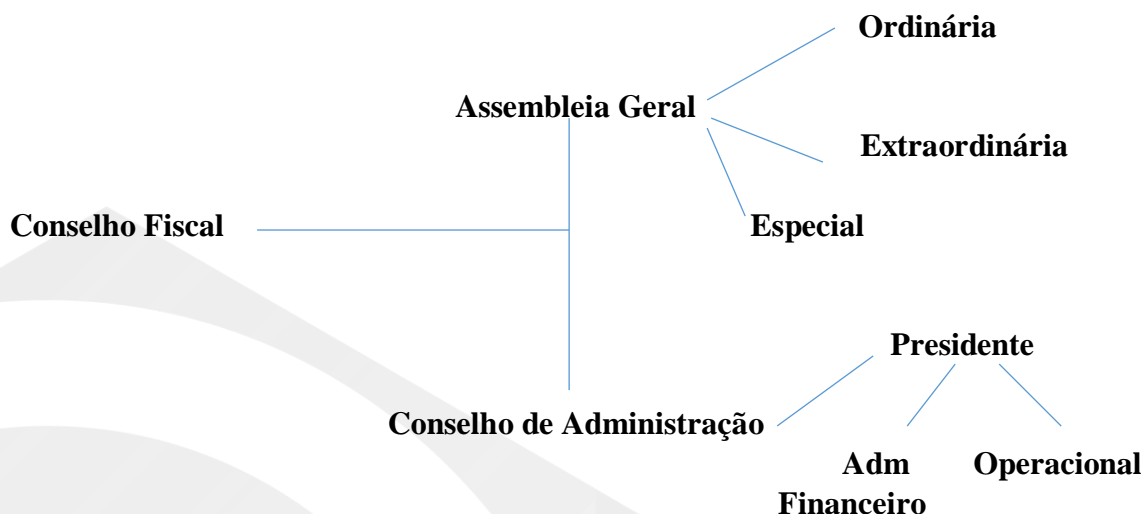 Ordinária
Assembleia Geral
Extraordinária
Conselho Fiscal
Especial
Presidente
Conselho de Administração
Adm
Financeiro
Operacional